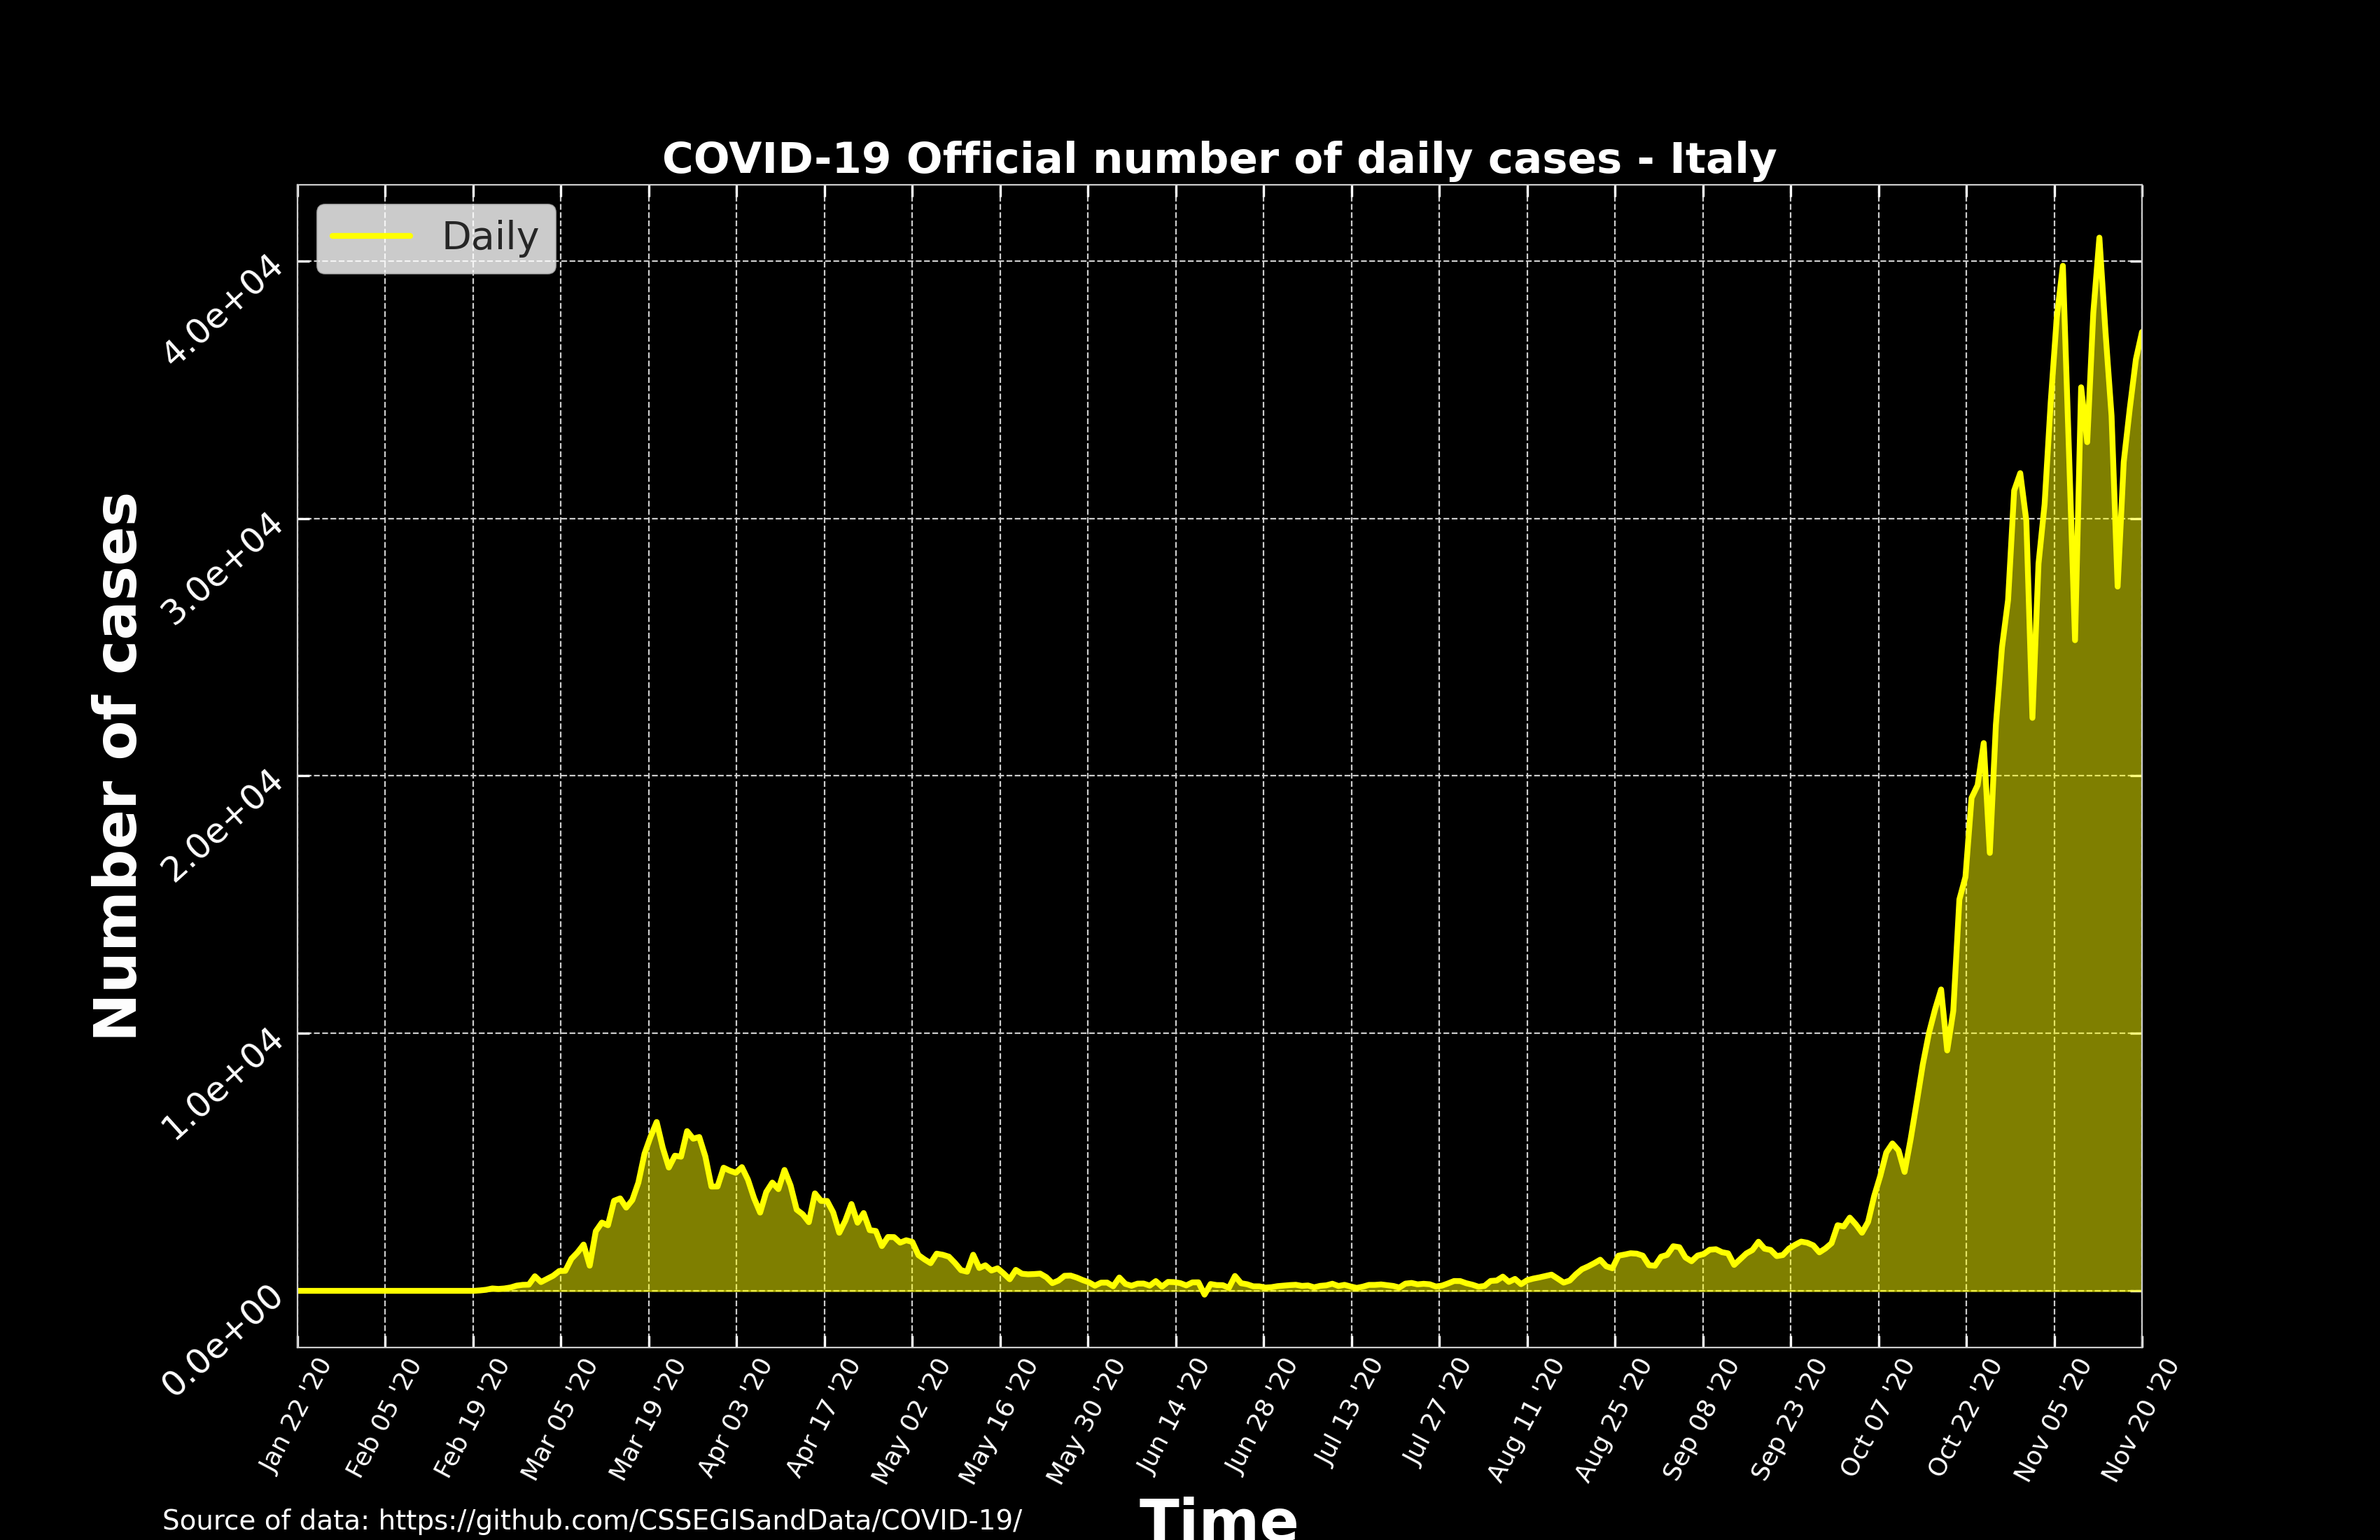 COVID-19 Official number of daily cases - Italy
Daily
Number of cases
4.0e+04
3.0e+04
2.0e+04
1.0e+04
0.0e+00
Jan 22 '20
Feb 05 '20
Feb 19 '20
Mar 05 '20
Mar 19 '20
Apr 03 '20
Apr 17 '20
May 02 '20
May 16 '20
May 30 '20
Jun 14 '20
Jun 28 '20
Jul 13 '20
Jul 27 '20
Aug 11 '20
Aug 25 '20
Sep 08 '20
Sep 23 '20
Oct 07 '20
Oct 22 '20
Nov 05 '20
Nov 20 '20
Time
Source of data: https://github.com/CSSEGISandData/COVID-19/